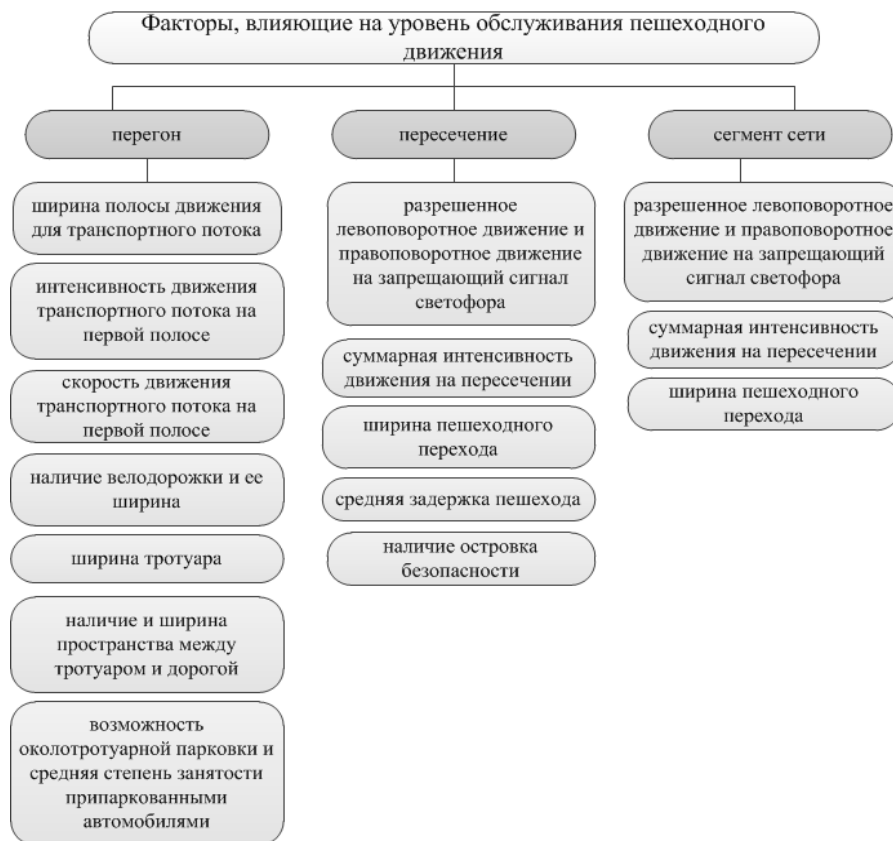 Факторы, влияющие на уровень обслуживания пешеходного
движения
перегон
ширина полосы движения
для транспортного потока
интенсивность движения
транспортного потока на
первой полосе
скорость движения
транспортного потока на
первой полосе
наличие велодорожки и ее
ширина
ширина тротуара
наличие и ширина
пространства между
тротуаром и дорогой
возможность
околотротуарной парковки и
средняя степень занятости
припаркованными
автомобилями
пересечение
разрешенное
левоповоротное движение и
правоповоротное движение
на запрещающий сигнал
светофора
суммарная интенсивность
движения на пересечении
ширина пешеходного
перехода
средняя задержка пешехода
наличие островка
безопасности
сегмент сети
разрешенное левоповоротное
движение и правоповоротное
движение на запрещающий
сигнал светофора
суммарная интенсивность
движения на пересечении
ширина пешеходного
перехода